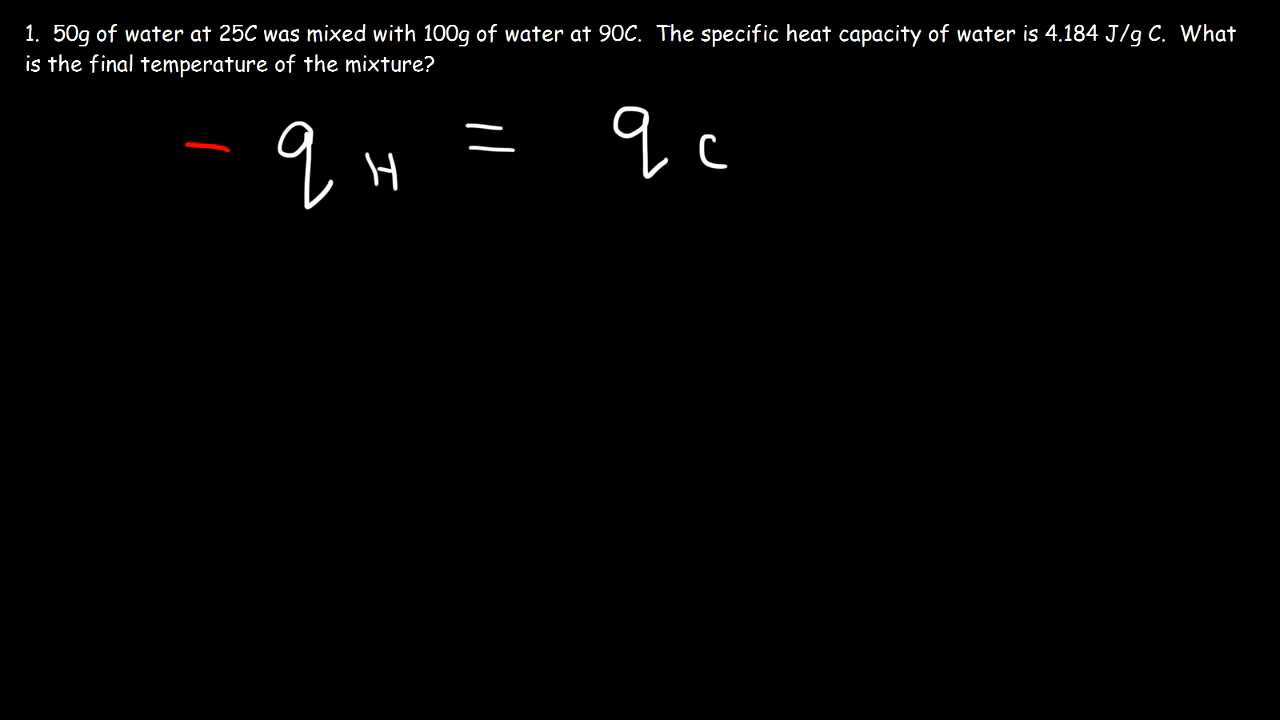 1.  50g of water at 25C was mixed with 100g of water at 90C.  The specific heat capacity of water is 4.184 J/g C.  What
is the final temperature of the mixture?
- q H = q C